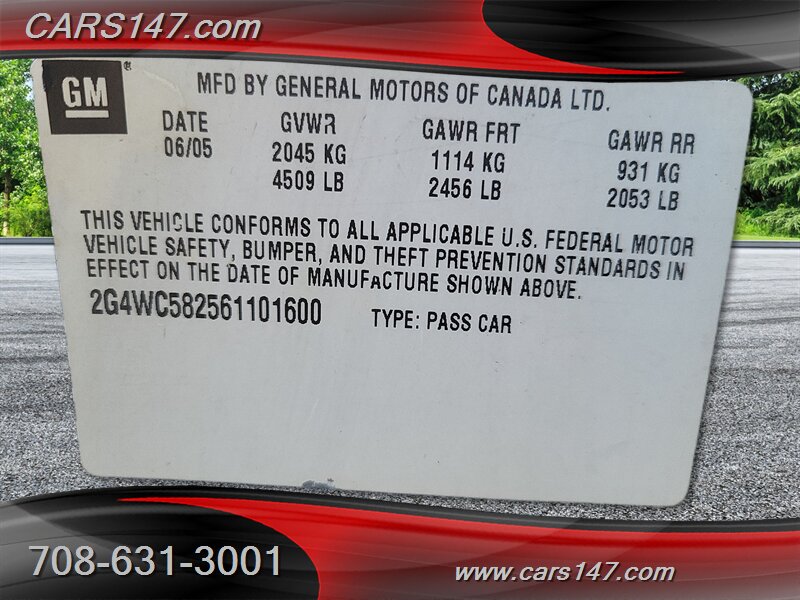 CARS147.com
GM®
MFD BY GENERAL MOTORS OF CANADA LTD.
DATE GVWR GAWR FRT GAWR RR
06/05 2045 KG 1114 KG 931 KG
4509 LB 2456 LB 2053 LB
THIS VEHICLE CONFORMS TO ALL APPLICABLE U.S. FEDERAL MOTOR
VEHICLE SAFETY, BUMPER, AND THEFT PREVENTION STANDARDS IN
EFFECT ON THE DATE OF MANUFACTURE SHOWN ABOVE.
2G4WC582561101600 TYPE: PASS CAR
708-631-3001
www.cars147.com